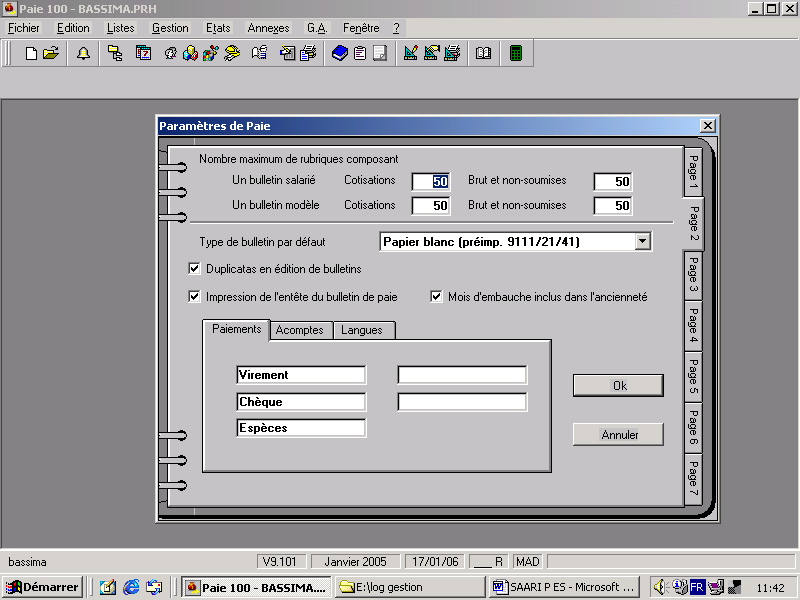 Paie 100 - BASSIMA.PRH
Fichier Edition Listes Gestion Etats Annexes G.A. Fenêtre ?
Paramètres de Paie
Nombre maximum de rubriques composant
Un bulletin salarié Cotisations 50 Brut et non-soumises 50
Un bulletin modèle Cotisations 50 Brut et non-soumises 50
Type de bulletin par défaut Papier blanc (préimp. 9111/21/41)
Duplicatas en édition de bulletins
Impression de l'entête du bulletin de paie Mois d'embauche inclus dans l'ancienneté
Paiements Acomptes Langues
Virement
Chèque
Espèces
Ok
Annuler
Page 1
Page 2
Page 3
Page 4
Page 5
Page 6
Page 7
bassima V9.101 Janvier 2005 17/01/06 ___ R MAD
Démarrer Paie 100 - BASSIMA.... E:\log gestion SAARI P ES - Microsoft ... FR 11:42